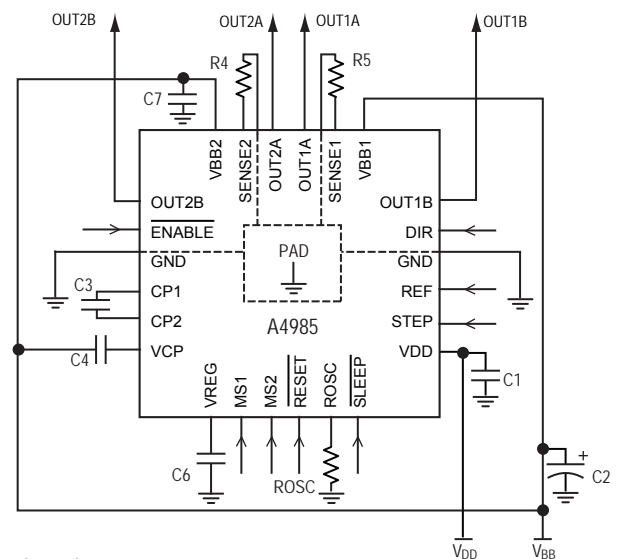 OUT2B
OUT2A
OUT1A
OUT1B
R4
R5
C7
VBB2
SENSE2
OUT2A
OUT1A
SENSE1
VBB1
OUT2B
OUT1B
ENABLE
DIR
PAD
GND
GND
C3
CP1
REF
CP2
STEP
A4985
C4
VCP
VDD
C1
VREG
MS1
MS2
RESET
ROSC
SLEEP
C6
ROSC
+
C2
VDD
VBB